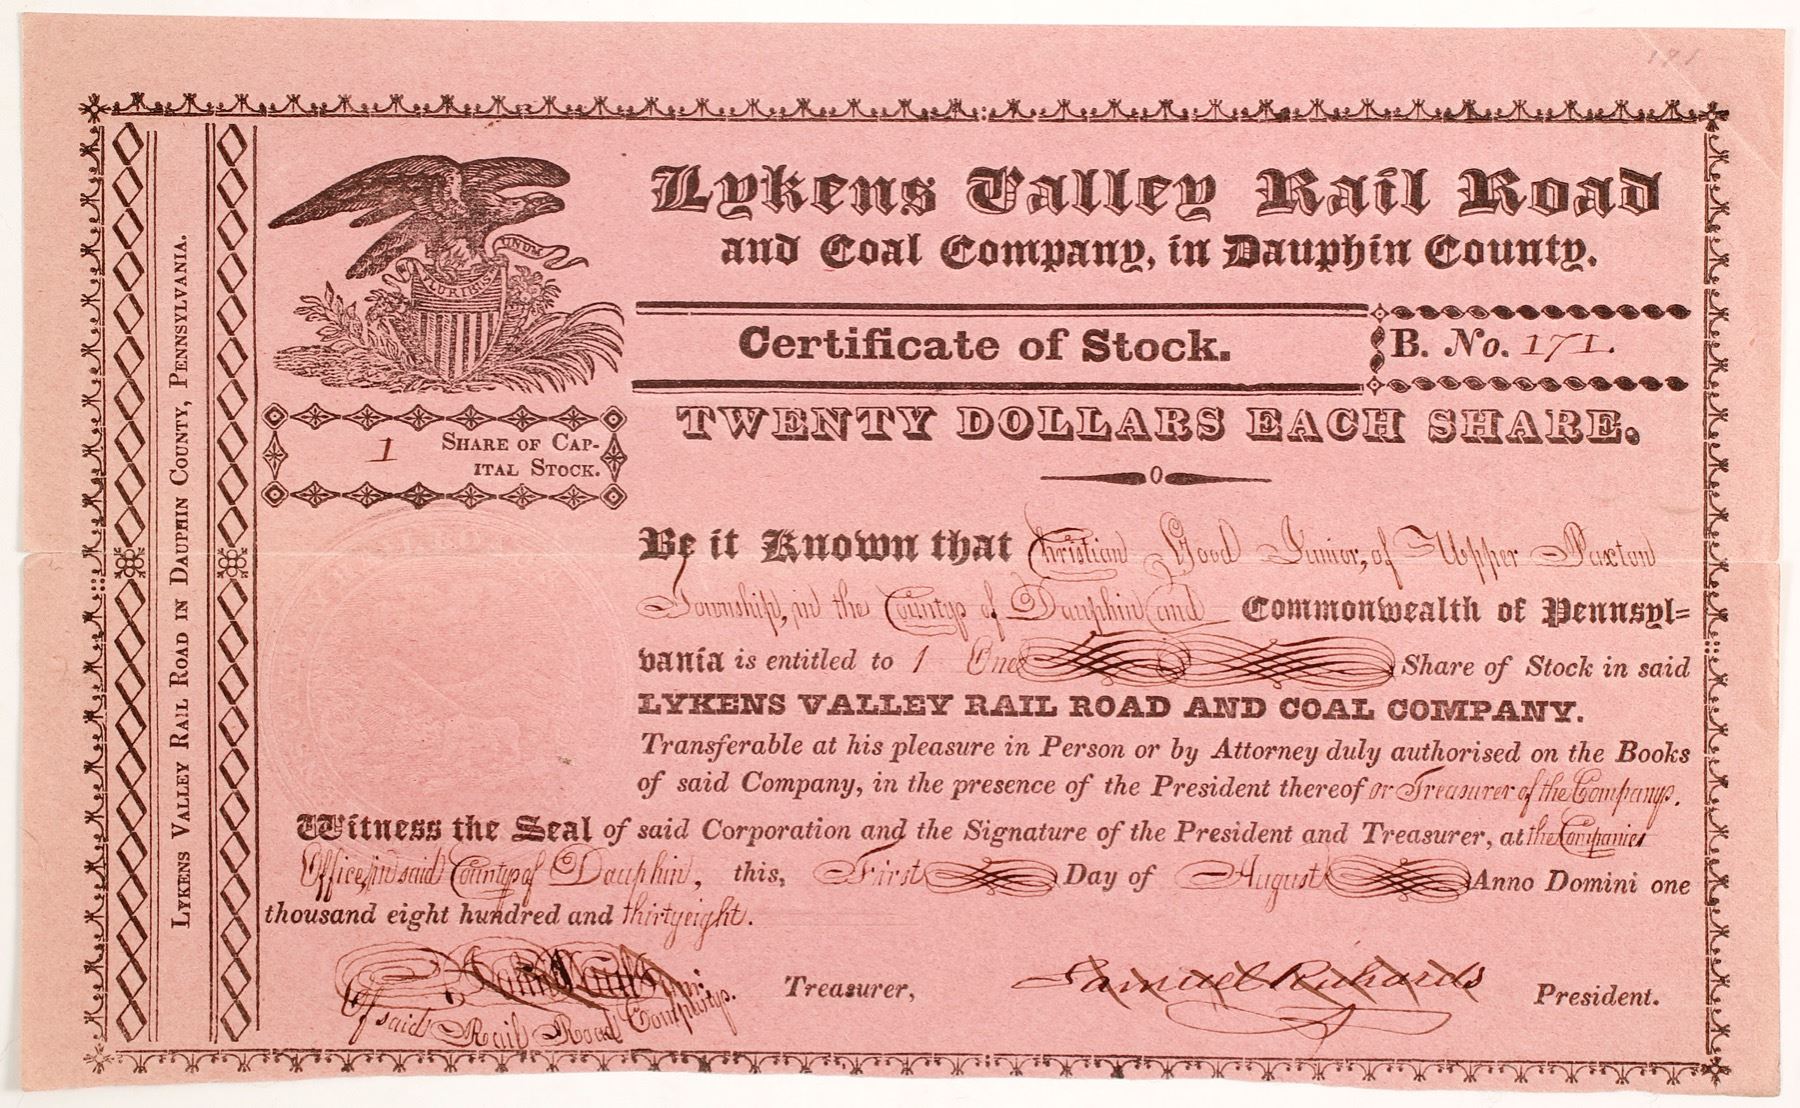 191
Lykens Valley Rail Road
and Coal Company, in Dauphin County.
UNUM
PLURIBUS
Certificate of Stock.
B. No. 171.
TWENTY DOLLARS EACH SHARE.
1 SHARE OF CAP-
ITAL STOCK.
LYKENS VALLEY RAIL ROAD IN DAUPHIN COUNTY, PENNSYLVANIA.
Be it Known that Christian Hood Junior, of Upper Paxton
Township, in the County of Dauphin and Commonwealth of Pennsyl=
vania is entitled to 1 One Share of Stock in said
LYKENS VALLEY RAIL ROAD AND COAL COMPANY.
Transferable at his pleasure in Person or by Attorney duly authorised on the Books
of said Company, in the presence of the President thereof or Treasurer of the Company.
Witness the Seal of said Corporation and the Signature of the President and Treasurer, at the Companies
Office, in said County of Dauphin, this, First Day of August Anno Domini one
thousand eight hundred and thirtyeight.
Treasurer,
of said Rail Road Company.
Samuel Richards President.